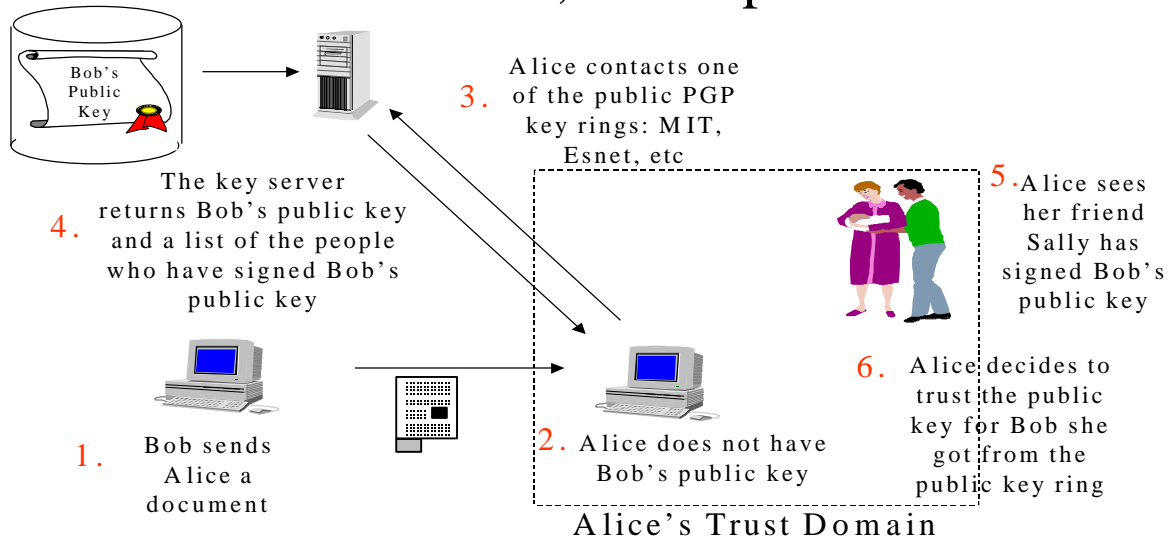 Bob's
Public
Key
3. Alice contacts one
of the public PGP
key rings: MIT,
Esnet, etc
4. The key server
returns Bob's public key
and a list of the people
who have signed Bob's
public key
5. Alice sees
her friend
Sally has
signed Bob's
public key
1. Bob sends
Alice a
document
2. Alice does not have
Bob's public key
6. Alice decides to
trust the public
key for Bob she
got from the
public key ring
Alice's Trust Domain